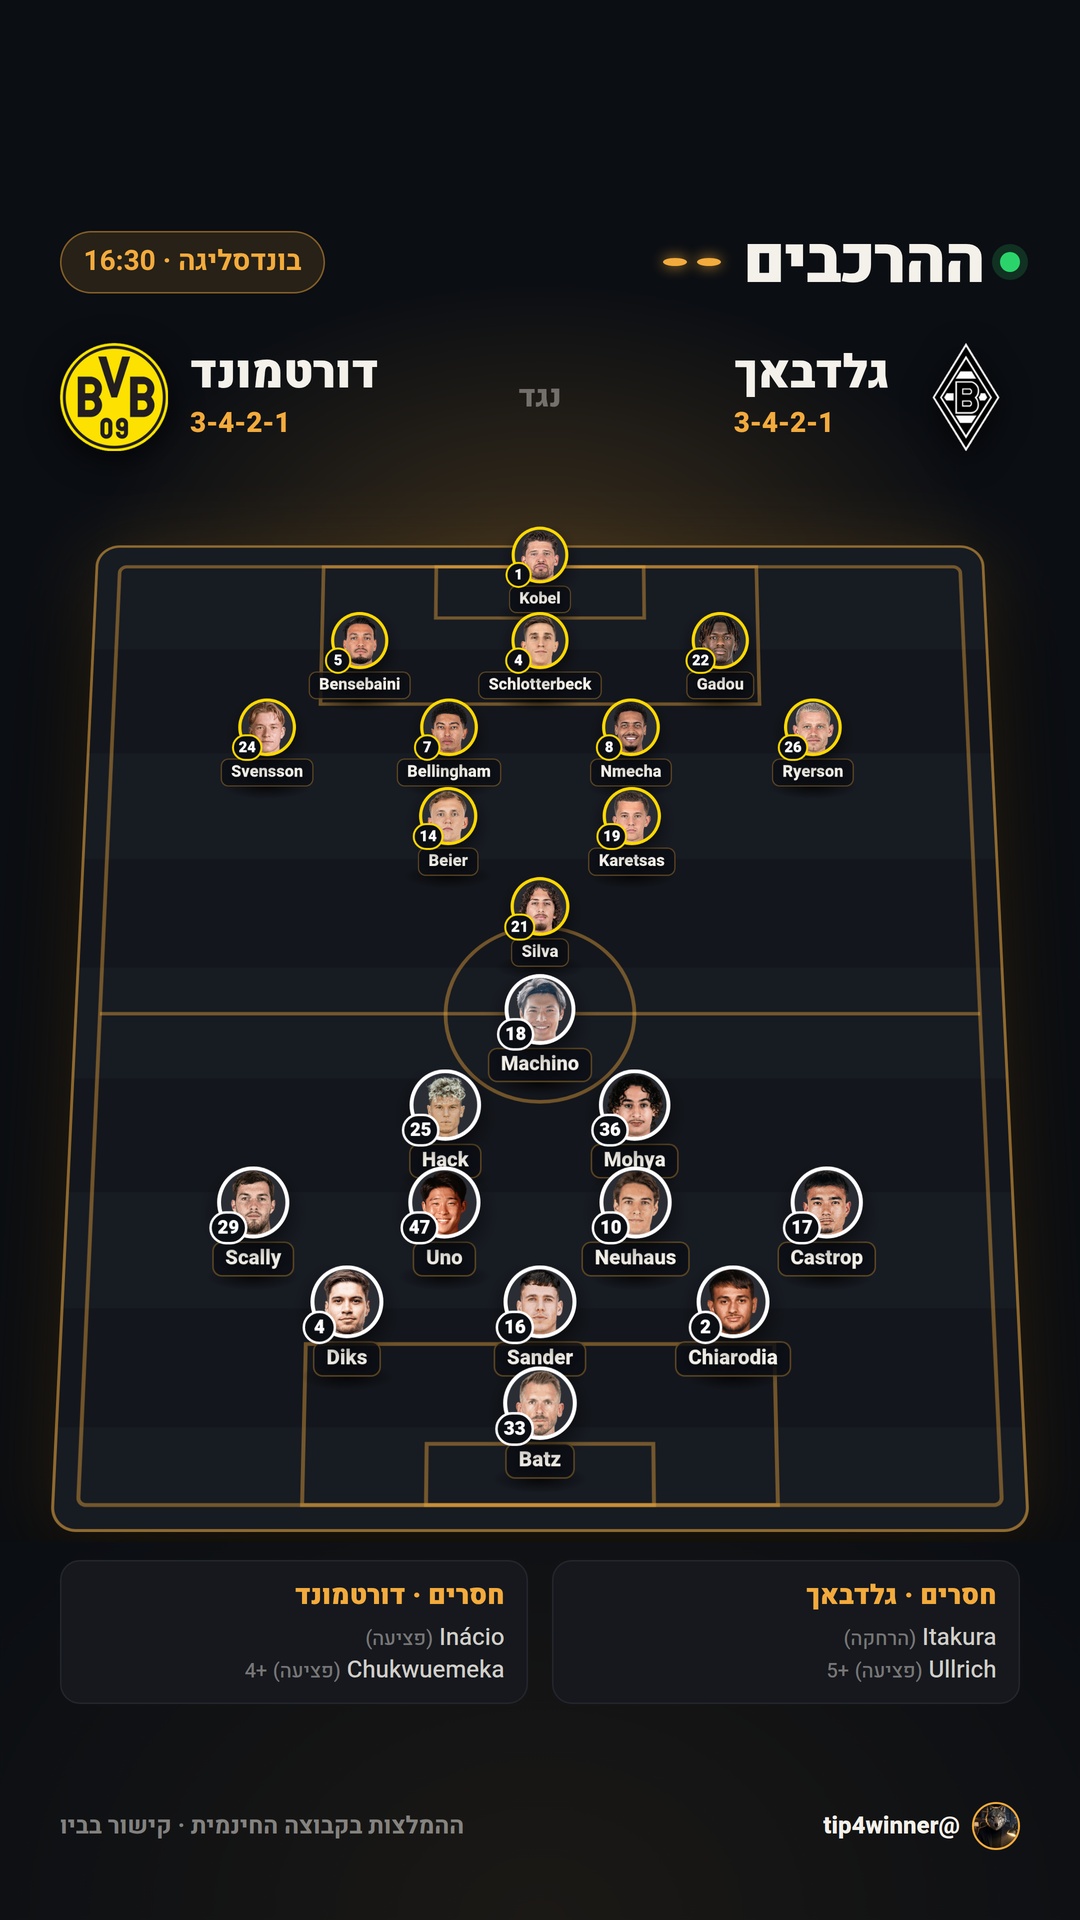 ההרכבים
בונדסליגה · 16:30
גלדבאך
3-4-2-1
נגד
דורטמונד
3-4-2-1
B
BVB
09
1
Kobel
5
Bensebaini
4
Schlotterbeck
22
Gadou
24
Svensson
7
Bellingham
8
Nmecha
26
Ryerson
14
Beier
19
Karetsas
21
Silva
18
Machino
25
Hack
36
Mohya
29
Scally
47
Uno
10
Neuhaus
17
Castrop
4
Diks
16
Sander
2
Chiarodia
33
Batz
חסרים · גלדבאך
Itakura (הרחקה)
Ullrich (פציעה) +5
חסרים · דורטמונד
Inácio (פציעה)
Chukwuemeka (פציעה) +4
@tip4winner
ההמלצות בקבוצה החינמית · קישור בביו